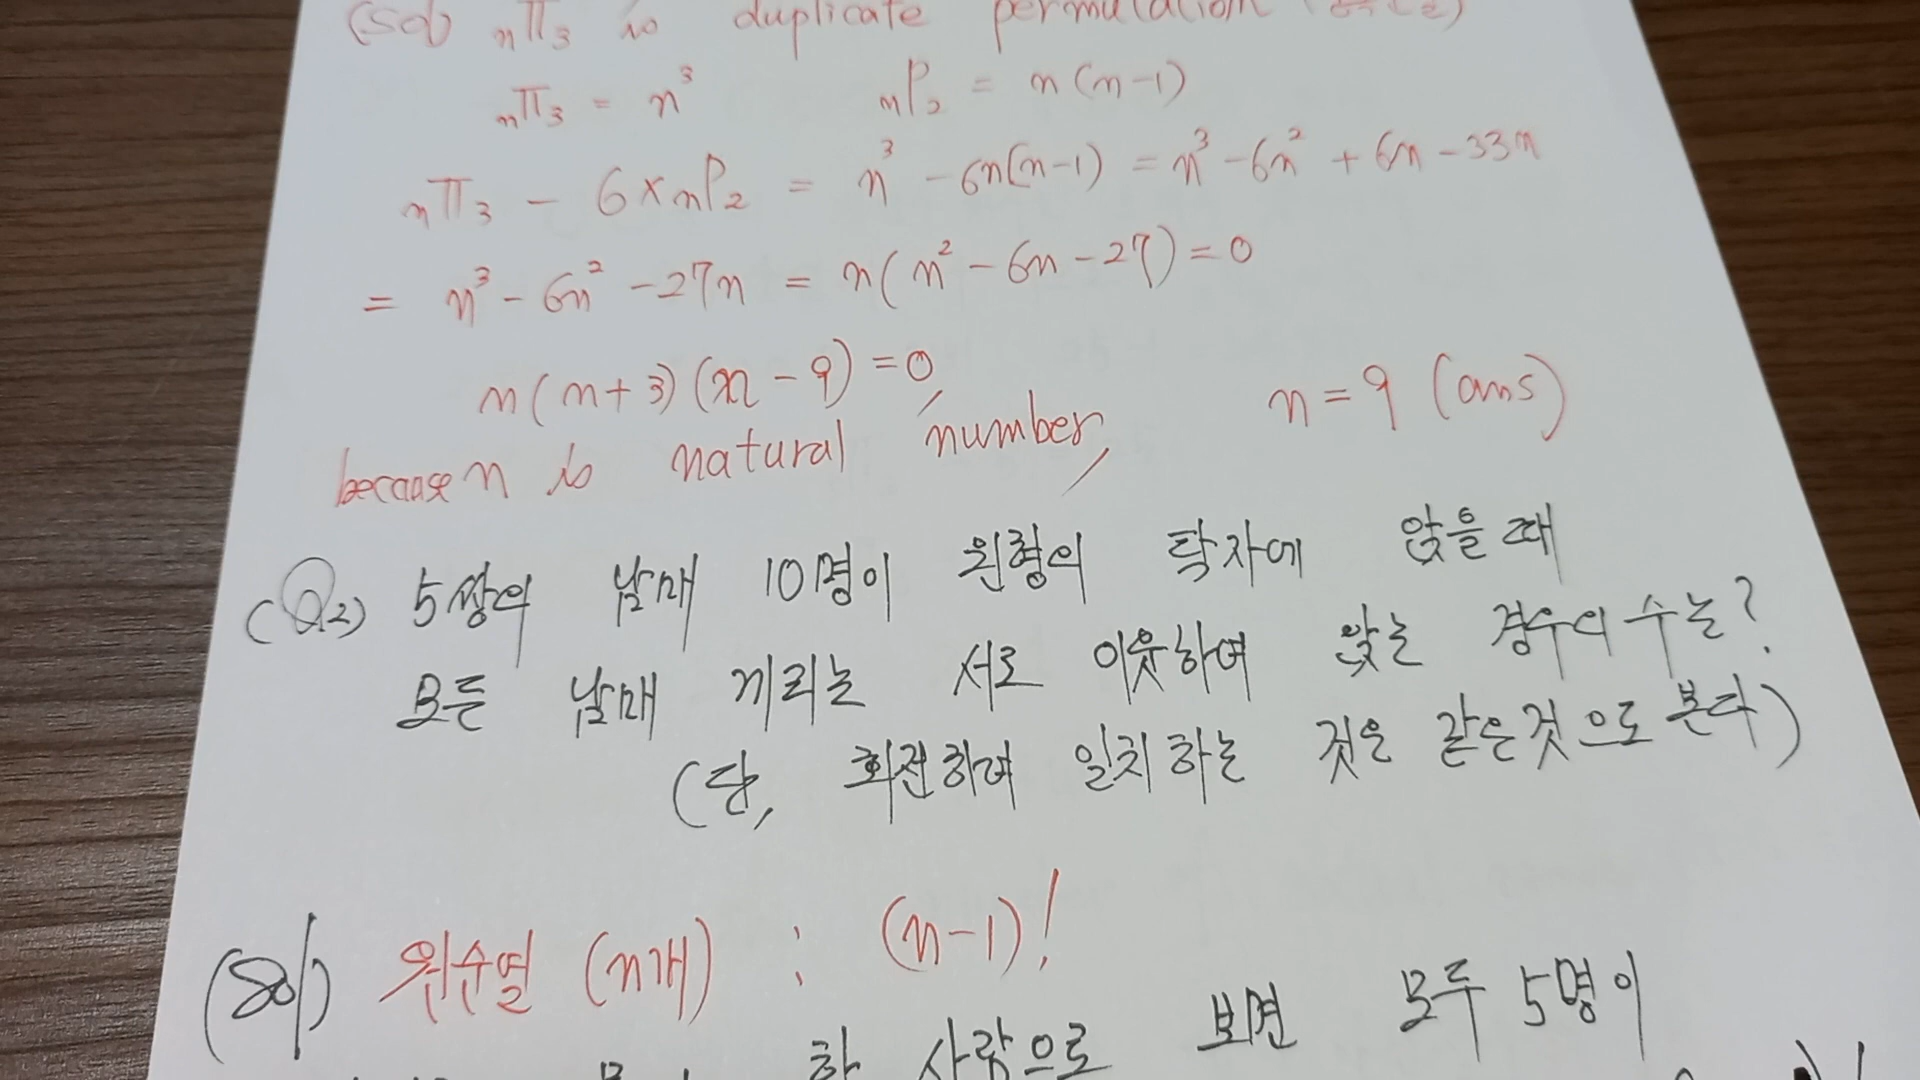 (sol) nΠ3 is duplicate permutation
nΠ3 = n³ nP2 = n(n-1)
nΠ3 - 6×nP2 = n³ - 6n(n-1) = n³ - 6n² + 6n - 33n
= n³ - 6n² - 27n = n(n² - 6n - 27) = 0
n(n+3)(n-9) = 0,
because n is natural number, n = 9 (ans)
(Q2) 5쌍의 남매 10명이 원형의 탁자에 앉을 때
모든 남매 끼리는 서로 이웃하여 앉는 경우의 수는?
(단, 회전하여 일치하는 것은 같은것으로 본다)
(sol) 원순열 (n개) : (n-1)!
한 사람으로 보면 모두 5명이